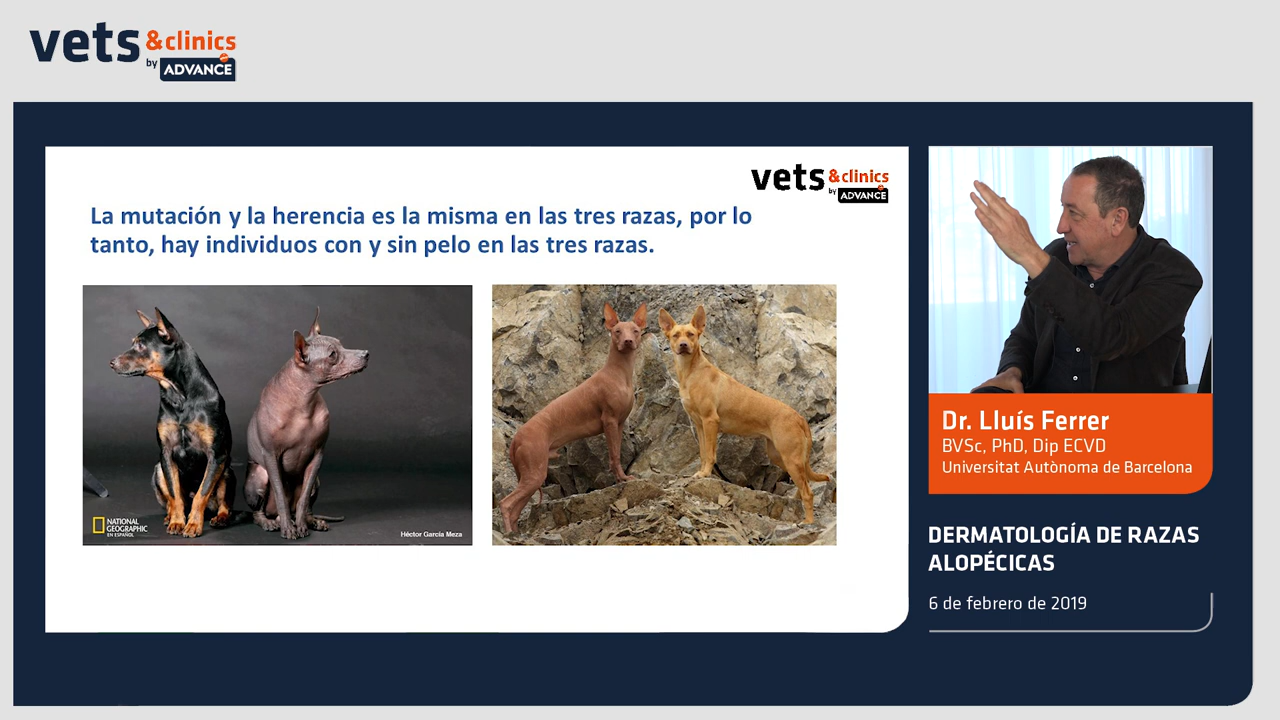 vets &clinics
by ADVANCE
vets &clinics
by ADVANCE
La mutación y la herencia es la misma en las tres razas, por lo
tanto, hay individuos con y sin pelo en las tres razas.
NATIONAL
GEOGRAPHIC
EN ESPAÑOL
Héctor García Meza
Dr. Lluís Ferrer
BVSc, PhD, Dip ECVD
Universitat Autònoma de Barcelona
DERMATOLOGÍA DE RAZAS
ALOPÉCICAS
6 de febrero de 2019